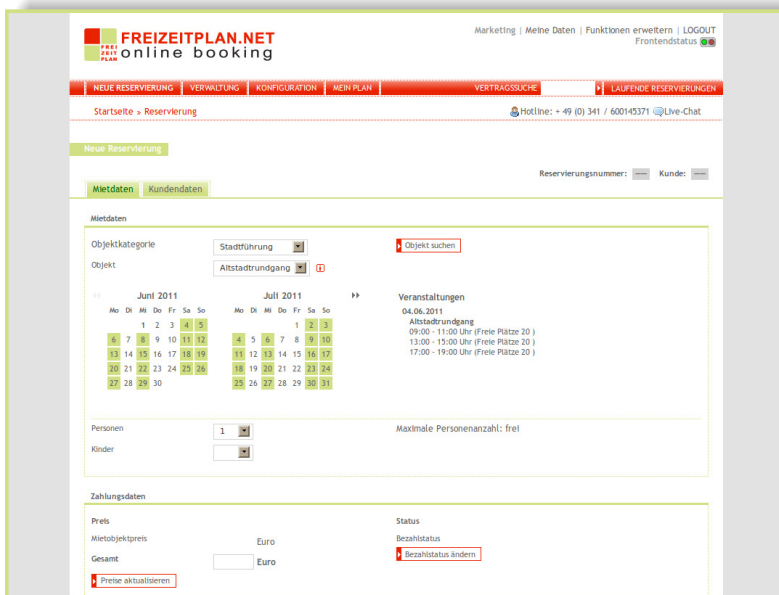 Marketing | Meine Daten | Funktionen erweitern | LOGOUT
Frontendstatus
FREIZEITPLAN.NET
online booking
FREI
ZEIT
PLAN
NEUE RESERVIERUNG VERWALTUNG KONFIGURATION MEIN PLAN VERTRAGSSUCHE LAUFENDE RESERVIERUNGEN
Startseite » Reservierung
Hotline: + 49 (0) 341 / 600145371 Live-Chat
Neue Reservierung
Reservierungsnummer: --- Kunde: ---
Mietdaten Kundendaten
Mietdaten
Objektkategorie Stadtführung Objekt suchen
Objekt Altstadtrundgang
Juni 2011 Juli 2011
Mo Di Mi Do Fr Sa So Mo Di Mi Do Fr Sa So
1 2 3 4 5 1 2 3
6 7 8 9 10 11 12 4 5 6 7 8 9 10
13 14 15 16 17 18 19 11 12 13 14 15 16 17
20 21 22 23 24 25 26 18 19 20 21 22 23 24
27 28 29 30 25 26 27 28 29 30 31
Veranstaltungen
04.06.2011
Altstadtrundgang
09:00 - 11:00 Uhr (Freie Plätze 20 )
13:00 - 15:00 Uhr (Freie Plätze 20 )
17:00 - 19:00 Uhr (Freie Plätze 20 )
Personen 1 Maximale Personenanzahl: frei
Kinder
Zahlungsdaten
Preis Status
Mietobjektpreis Euro Bezahlstatus
Gesamt Euro Bezahlstatus ändern
Preise aktualisieren